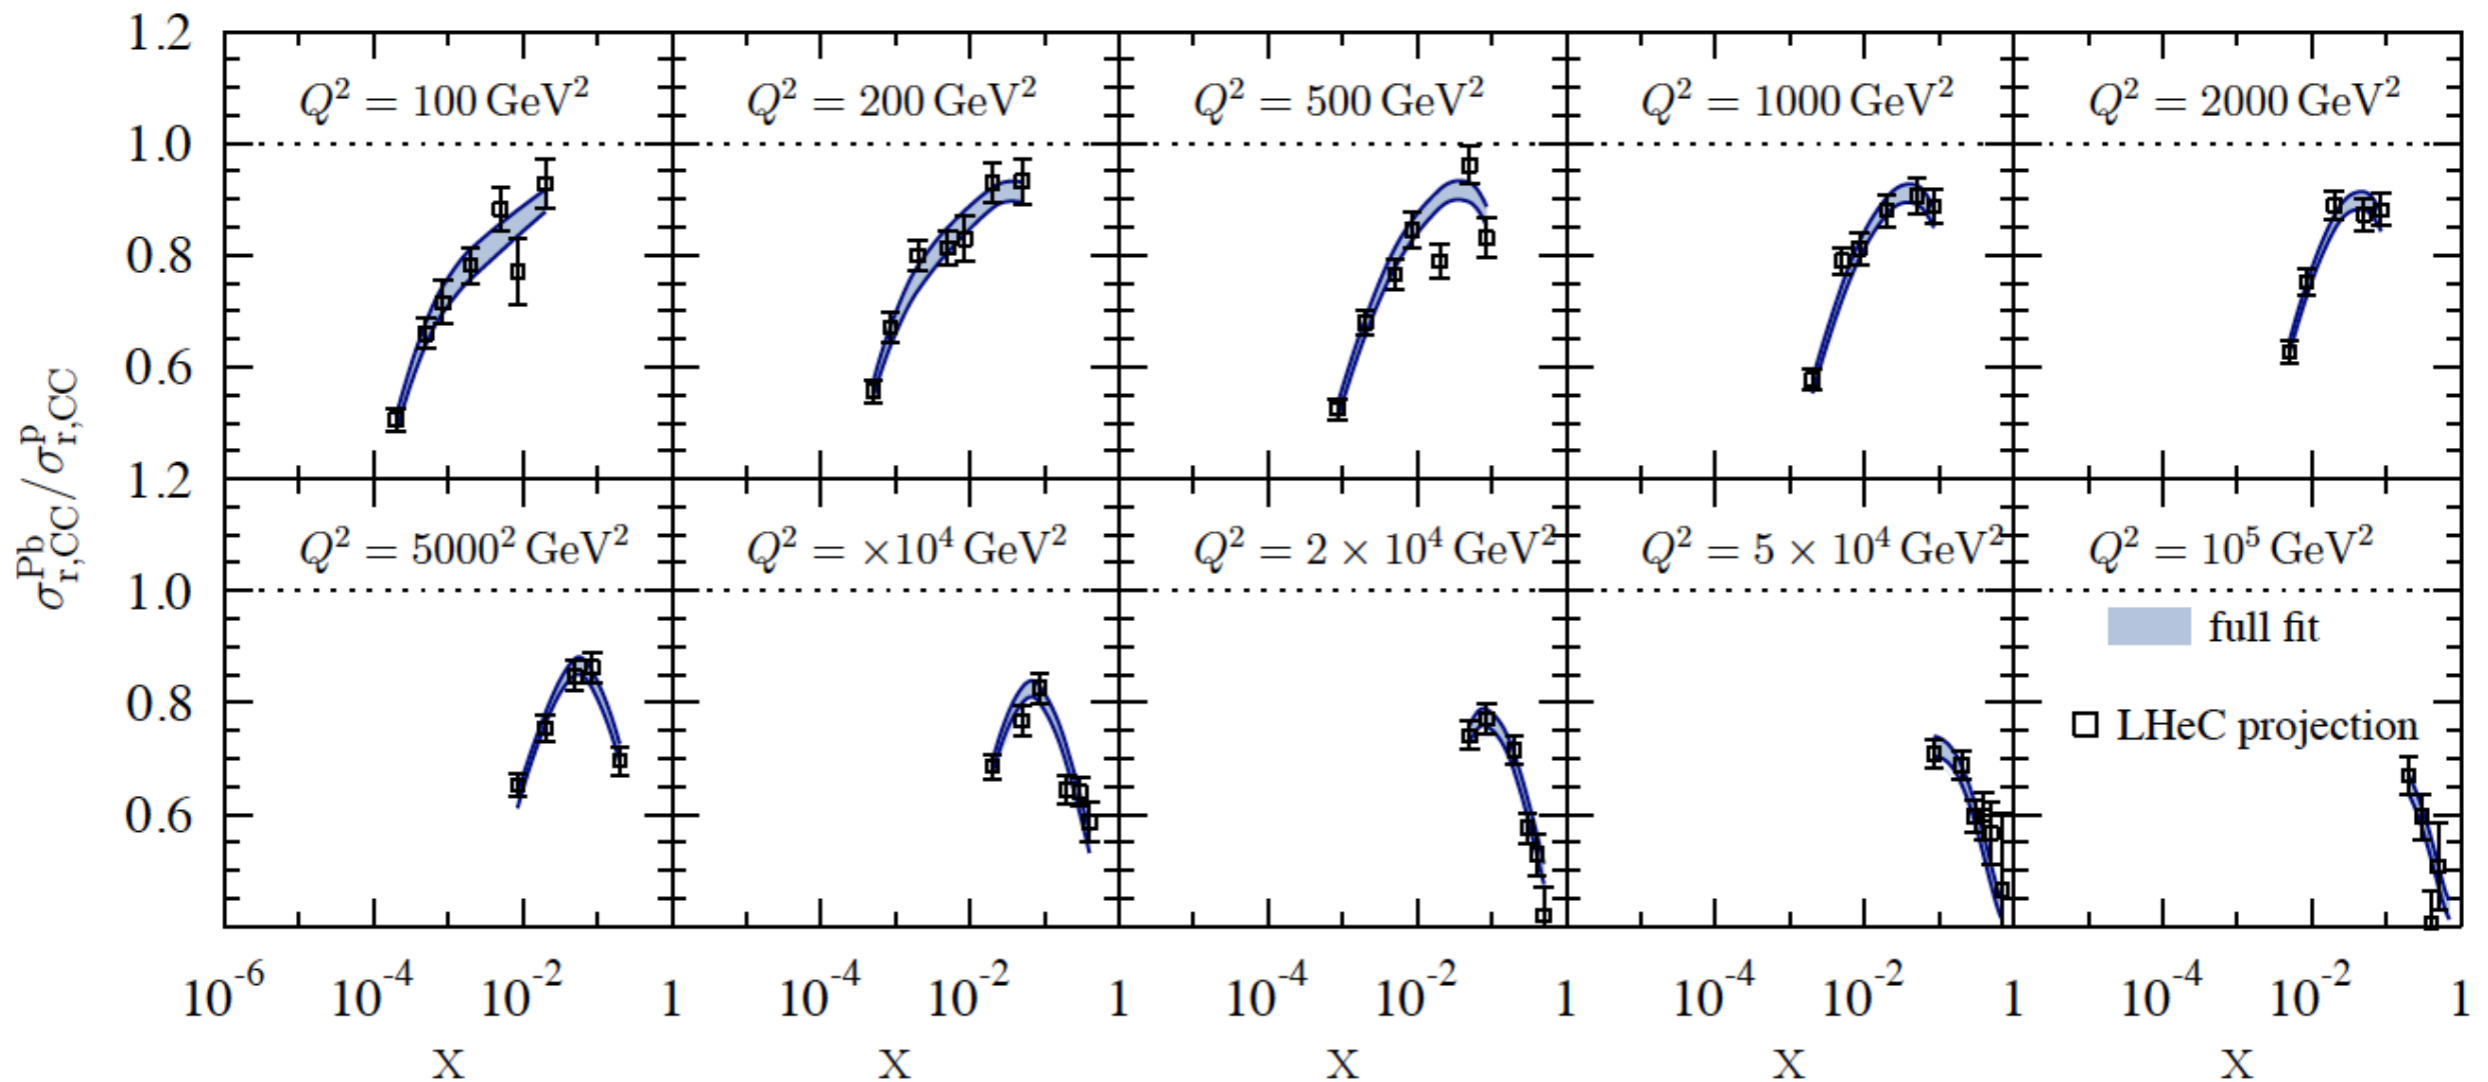 1.2
Q² = 100 GeV² Q² = 200 GeV² Q² = 500 GeV² Q² = 1000 GeV² Q² = 2000 GeV²
1.0
0.8
0.6
σ^Pb_r,CC / σ^p_r,CC
1.2
Q² = 5000² GeV² Q² = ×10⁴ GeV² Q² = 2 × 10⁴ GeV² Q² = 5 × 10⁴ GeV² Q² = 10⁵ GeV²
1.0
full fit
0.8
LHeC projection
0.6
10⁻⁶ 10⁻⁴ 10⁻² 1 10⁻⁴ 10⁻² 1 10⁻⁴ 10⁻² 1 10⁻⁴ 10⁻² 1 10⁻⁴ 10⁻² 1
x x x x x